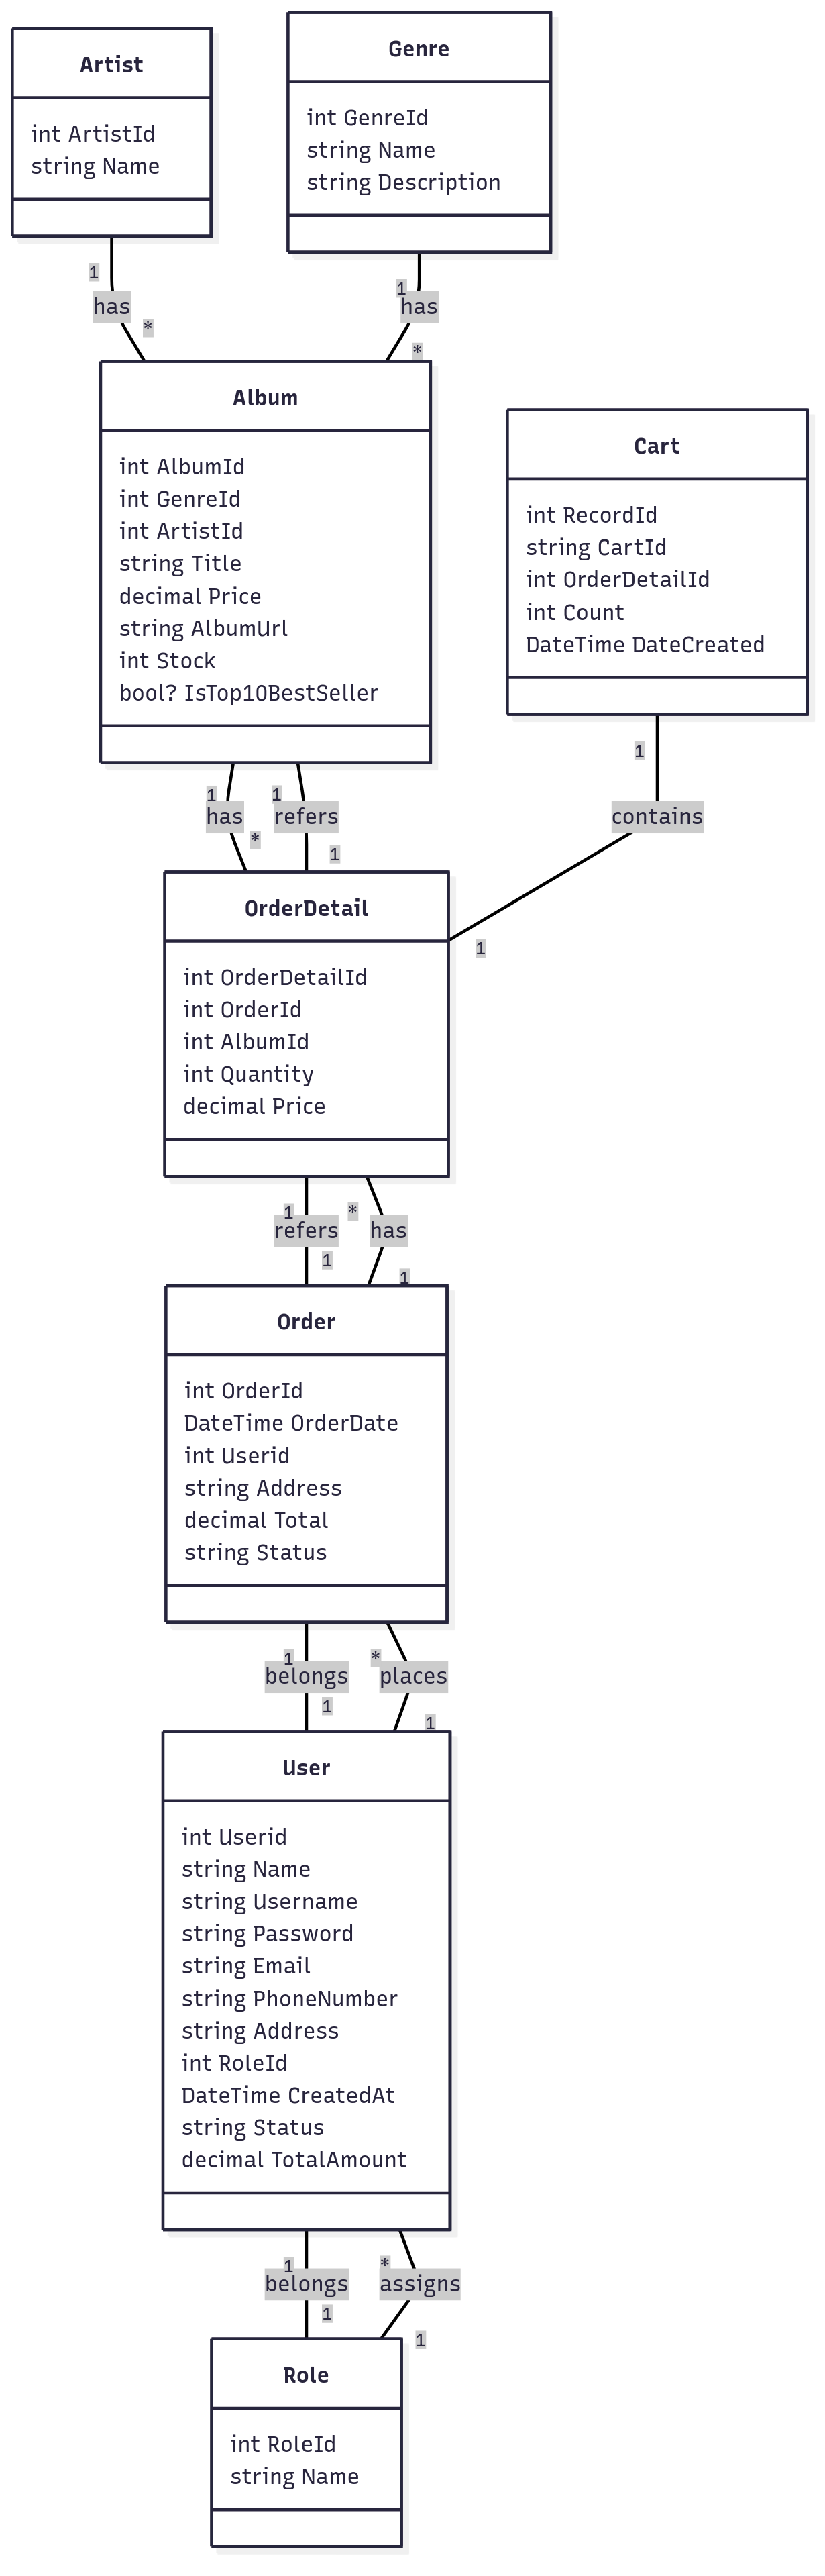 Artist
int ArtistId
string Name
Genre
int GenreId
string Name
string Description
1
has
*
1
has
*
Album
int AlbumId
int GenreId
int ArtistId
string Title
decimal Price
string AlbumUrl
int Stock
bool? IsTop10BestSeller
Cart
int RecordId
string CartId
int OrderDetailId
int Count
DateTime DateCreated
1
has
*
1
refers
1
1
contains
1
OrderDetail
int OrderDetailId
int OrderId
int AlbumId
int Quantity
decimal Price
1
refers
1
*
has
1
Order
int OrderId
DateTime OrderDate
int Userid
string Address
decimal Total
string Status
1
belongs
1
*
places
1
User
int Userid
string Name
string Username
string Password
string Email
string PhoneNumber
string Address
int RoleId
DateTime CreatedAt
string Status
decimal TotalAmount
1
belongs
1
*
assigns
1
Role
int RoleId
string Name